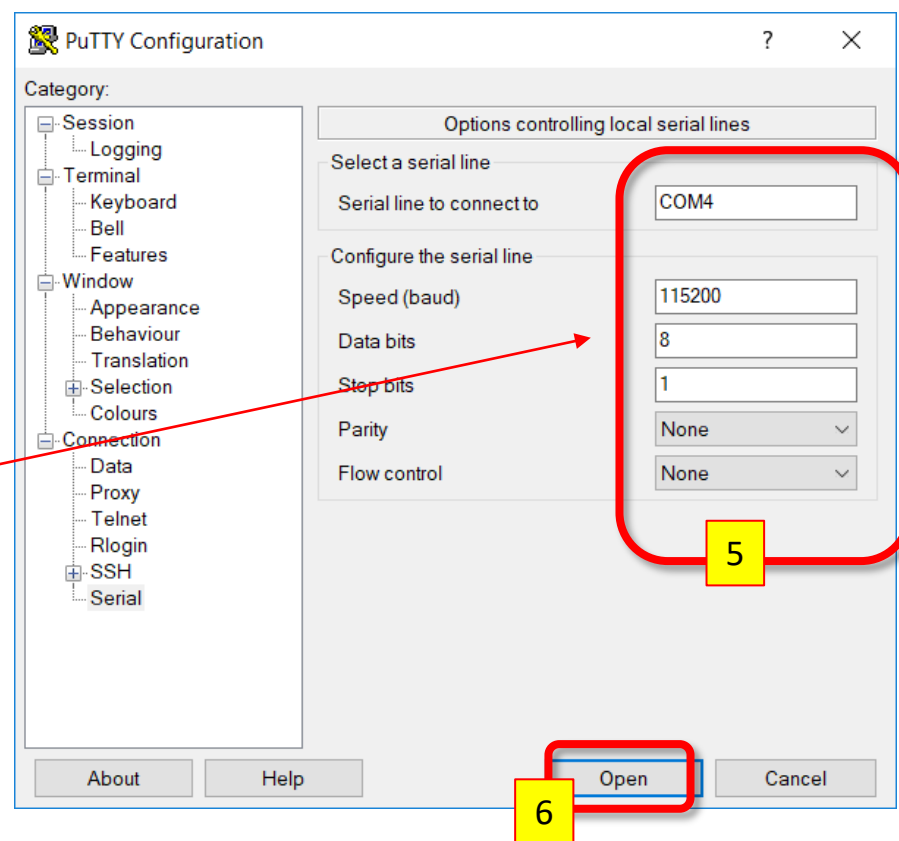 PuTTY Configuration ? ×
Category:
Session
Logging
Terminal
Keyboard
Bell
Features
Window
Appearance
Behaviour
Translation
Selection
Colours
Connection
Data
Proxy
Telnet
Rlogin
SSH
Serial
Options controlling local serial lines
Select a serial line
Serial line to connect to COM4
Configure the serial line
Speed (baud) 115200
Data bits 8
Stop bits 1
Parity None
Flow control None
5
About Help Open Cancel
6